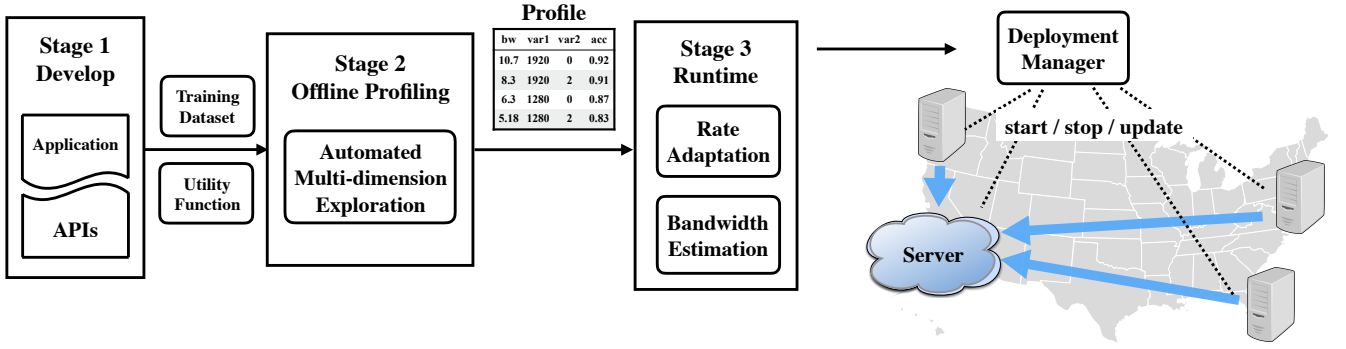 Stage 1
Develop
Application
APIs
Training
Dataset
Utility
Function
Stage 2
Offline Profiling
Automated
Multi-dimension
Exploration
Profile
bw var1 var2 acc
10.7 1920 0 0.92
8.3 1920 2 0.91
6.3 1280 0 0.87
5.18 1280 2 0.83
Stage 3
Runtime
Rate
Adaptation
Bandwidth
Estimation
Deployment
Manager
start / stop / update
Server